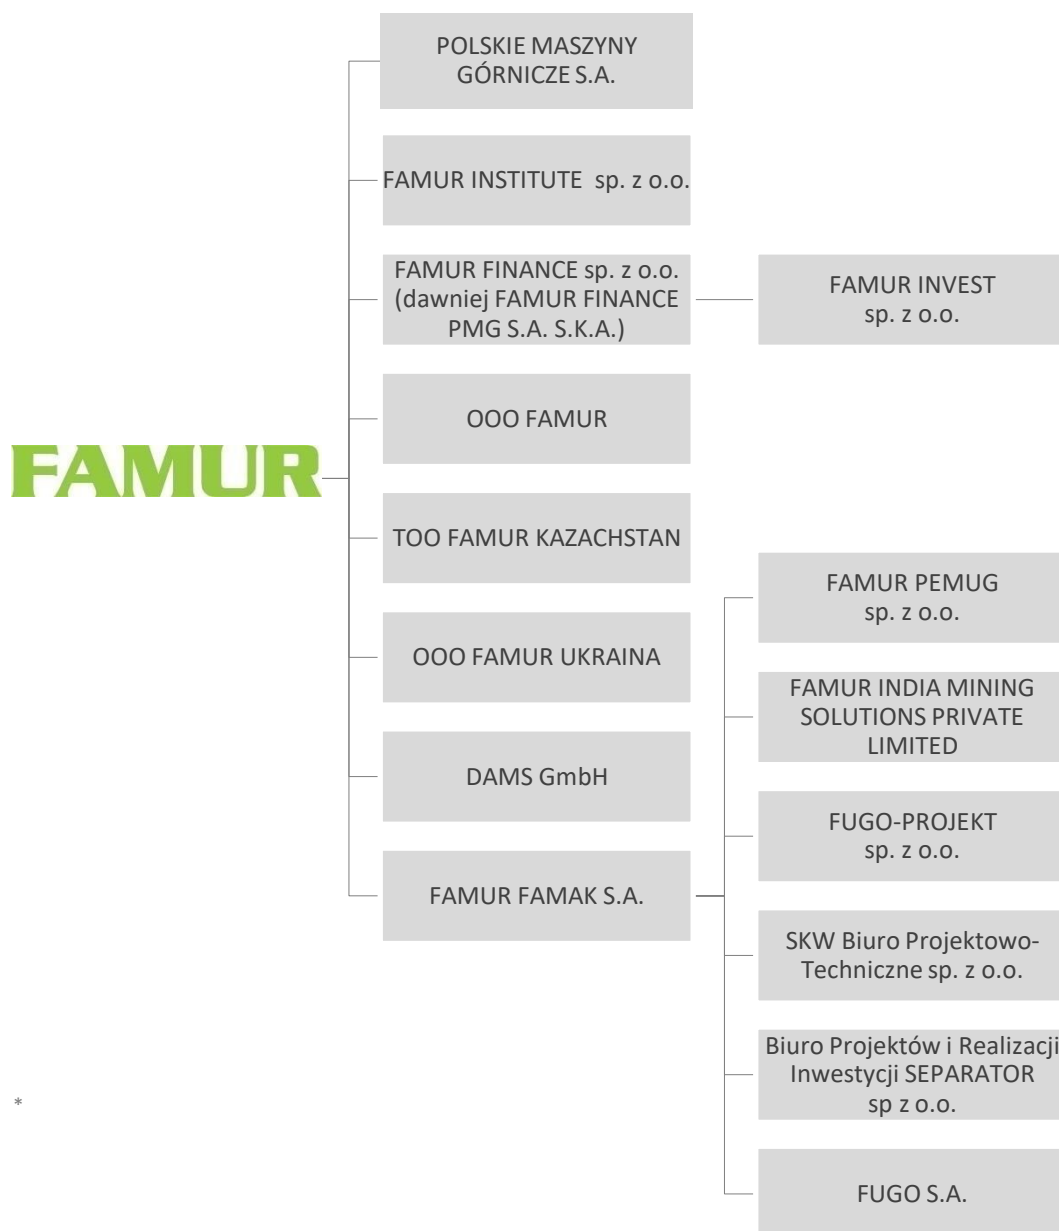 POLSKIE MASZYNY
GÓRNICZE S.A.
FAMUR INSTITUTE sp. z o.o.
FAMUR FINANCE sp. z o.o.
(dawniej FAMUR FINANCE
PMG S.A. S.K.A.)
FAMUR INVEST
sp. z o.o.
OOO FAMUR
FAMUR
TOO FAMUR KAZACHSTAN
OOO FAMUR UKRAINA
DAMS GmbH
FAMUR FAMAK S.A.
FAMUR PEMUG
sp. z o.o.
FAMUR INDIA MINING
SOLUTIONS PRIVATE
LIMITED
FUGO-PROJEKT
sp. z o.o.
SKW Biuro Projektowo-
Techniczne sp. z o.o.
Biuro Projektów i Realizacji
Inwestycji SEPARATOR
sp z o.o.
FUGO S.A.
*